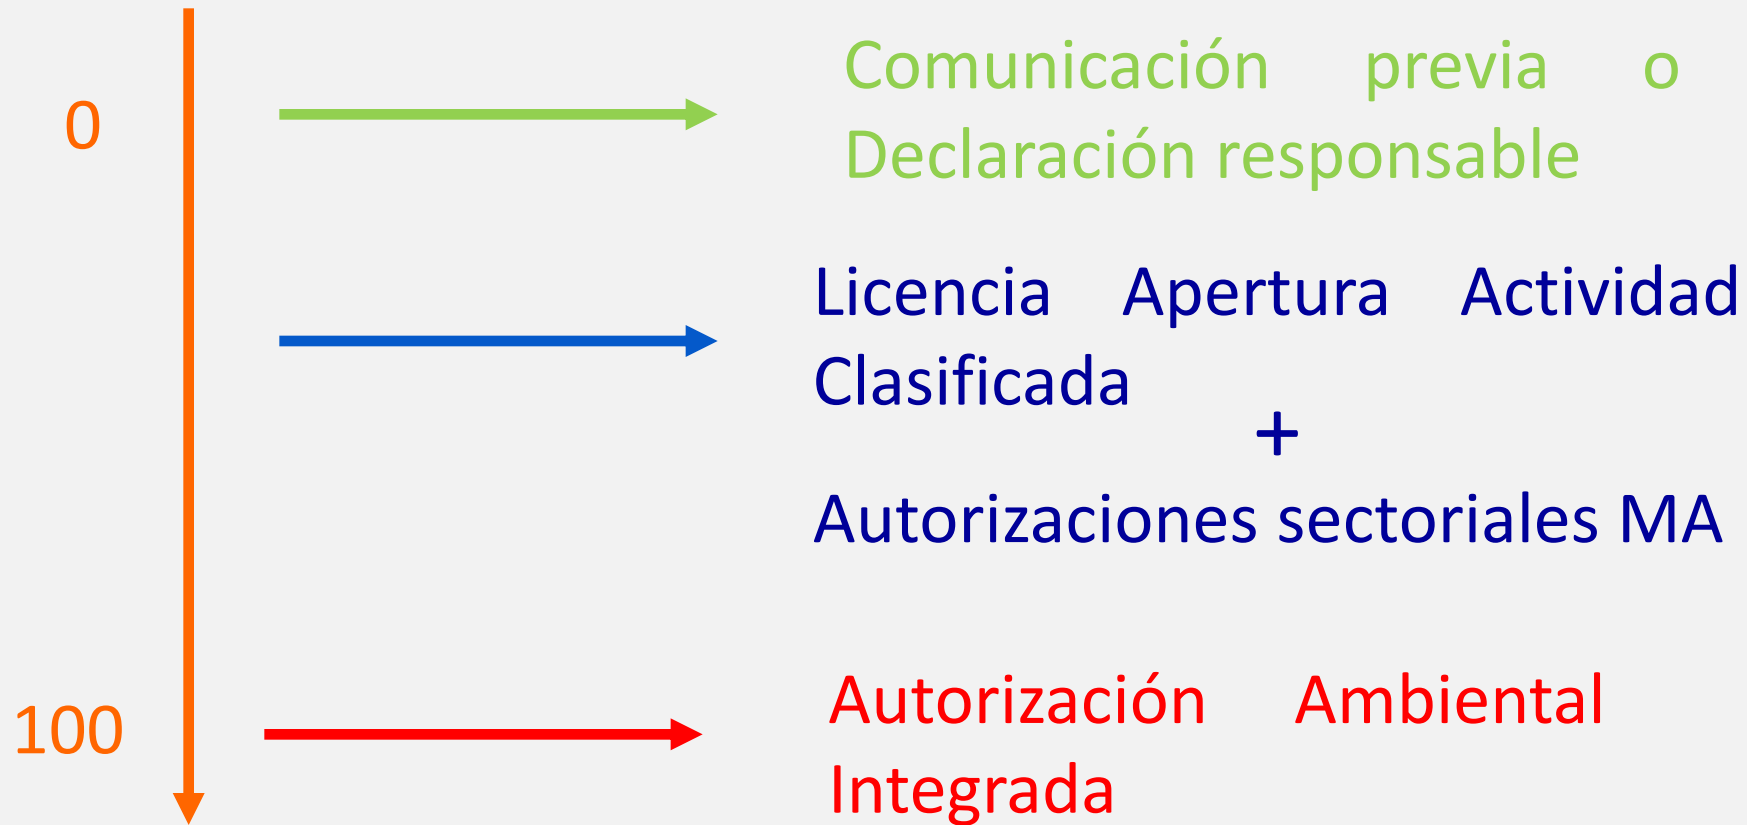 0
Comunicación previa o
Declaración responsable
Licencia Apertura Actividad
Clasificada
+
Autorizaciones sectoriales MA
100
Autorización Ambiental
Integrada